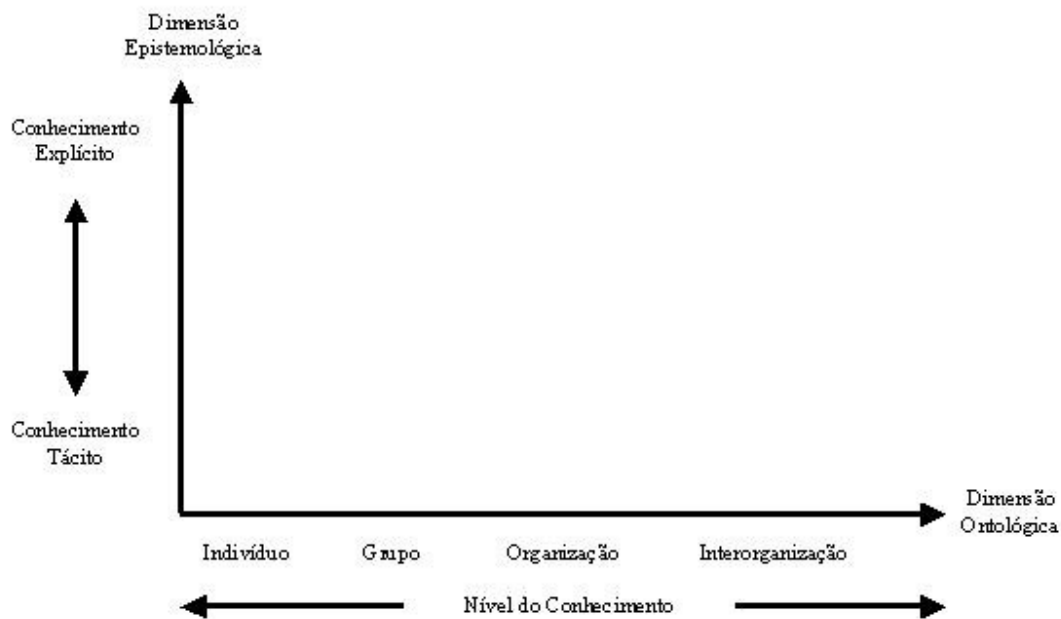 Dimensão
Epistemológica
Conhecimento
Explícito
Conhecimento
Tácito
Dimensão
Ontológica
Indivíduo Grupo Organização Interorganização
Nível do Conhecimento